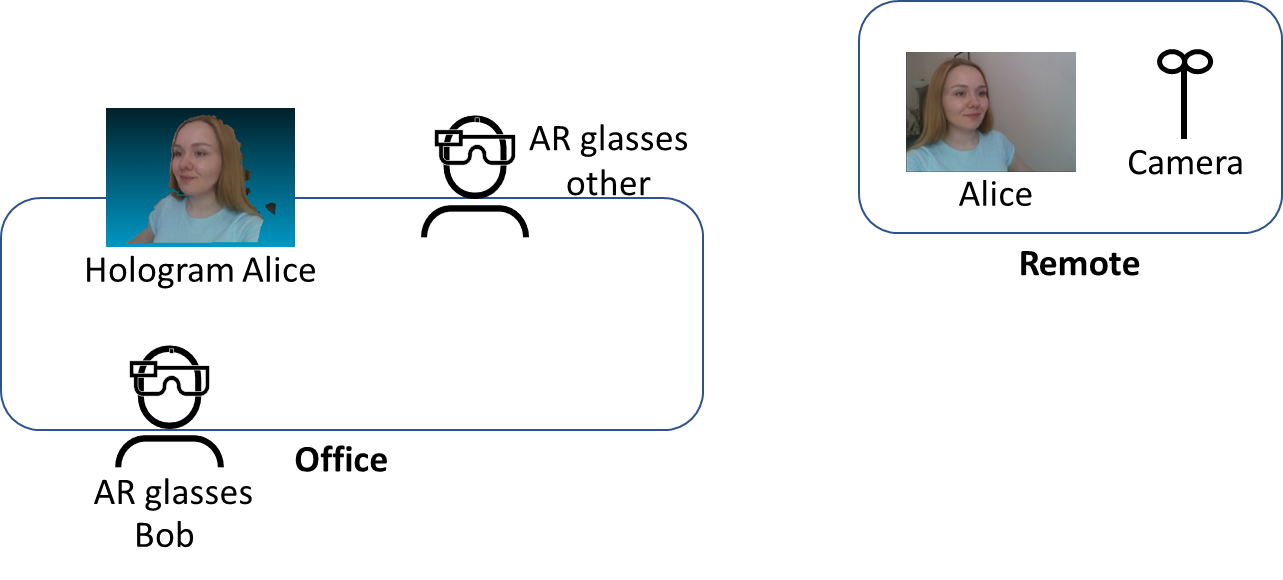 AR glasses
other
Hologram Alice
Office
AR glasses
Bob
Alice
Camera
Remote